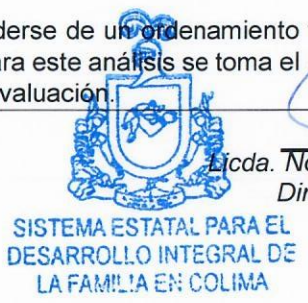 derse de un ordenamiento
ara este análisis se toma el
valuación.
Licda. No
Dir
SISTEMA ESTATAL PARA EL
DESARROLLO INTEGRAL DE
LA FAMILIA EN COLIMA